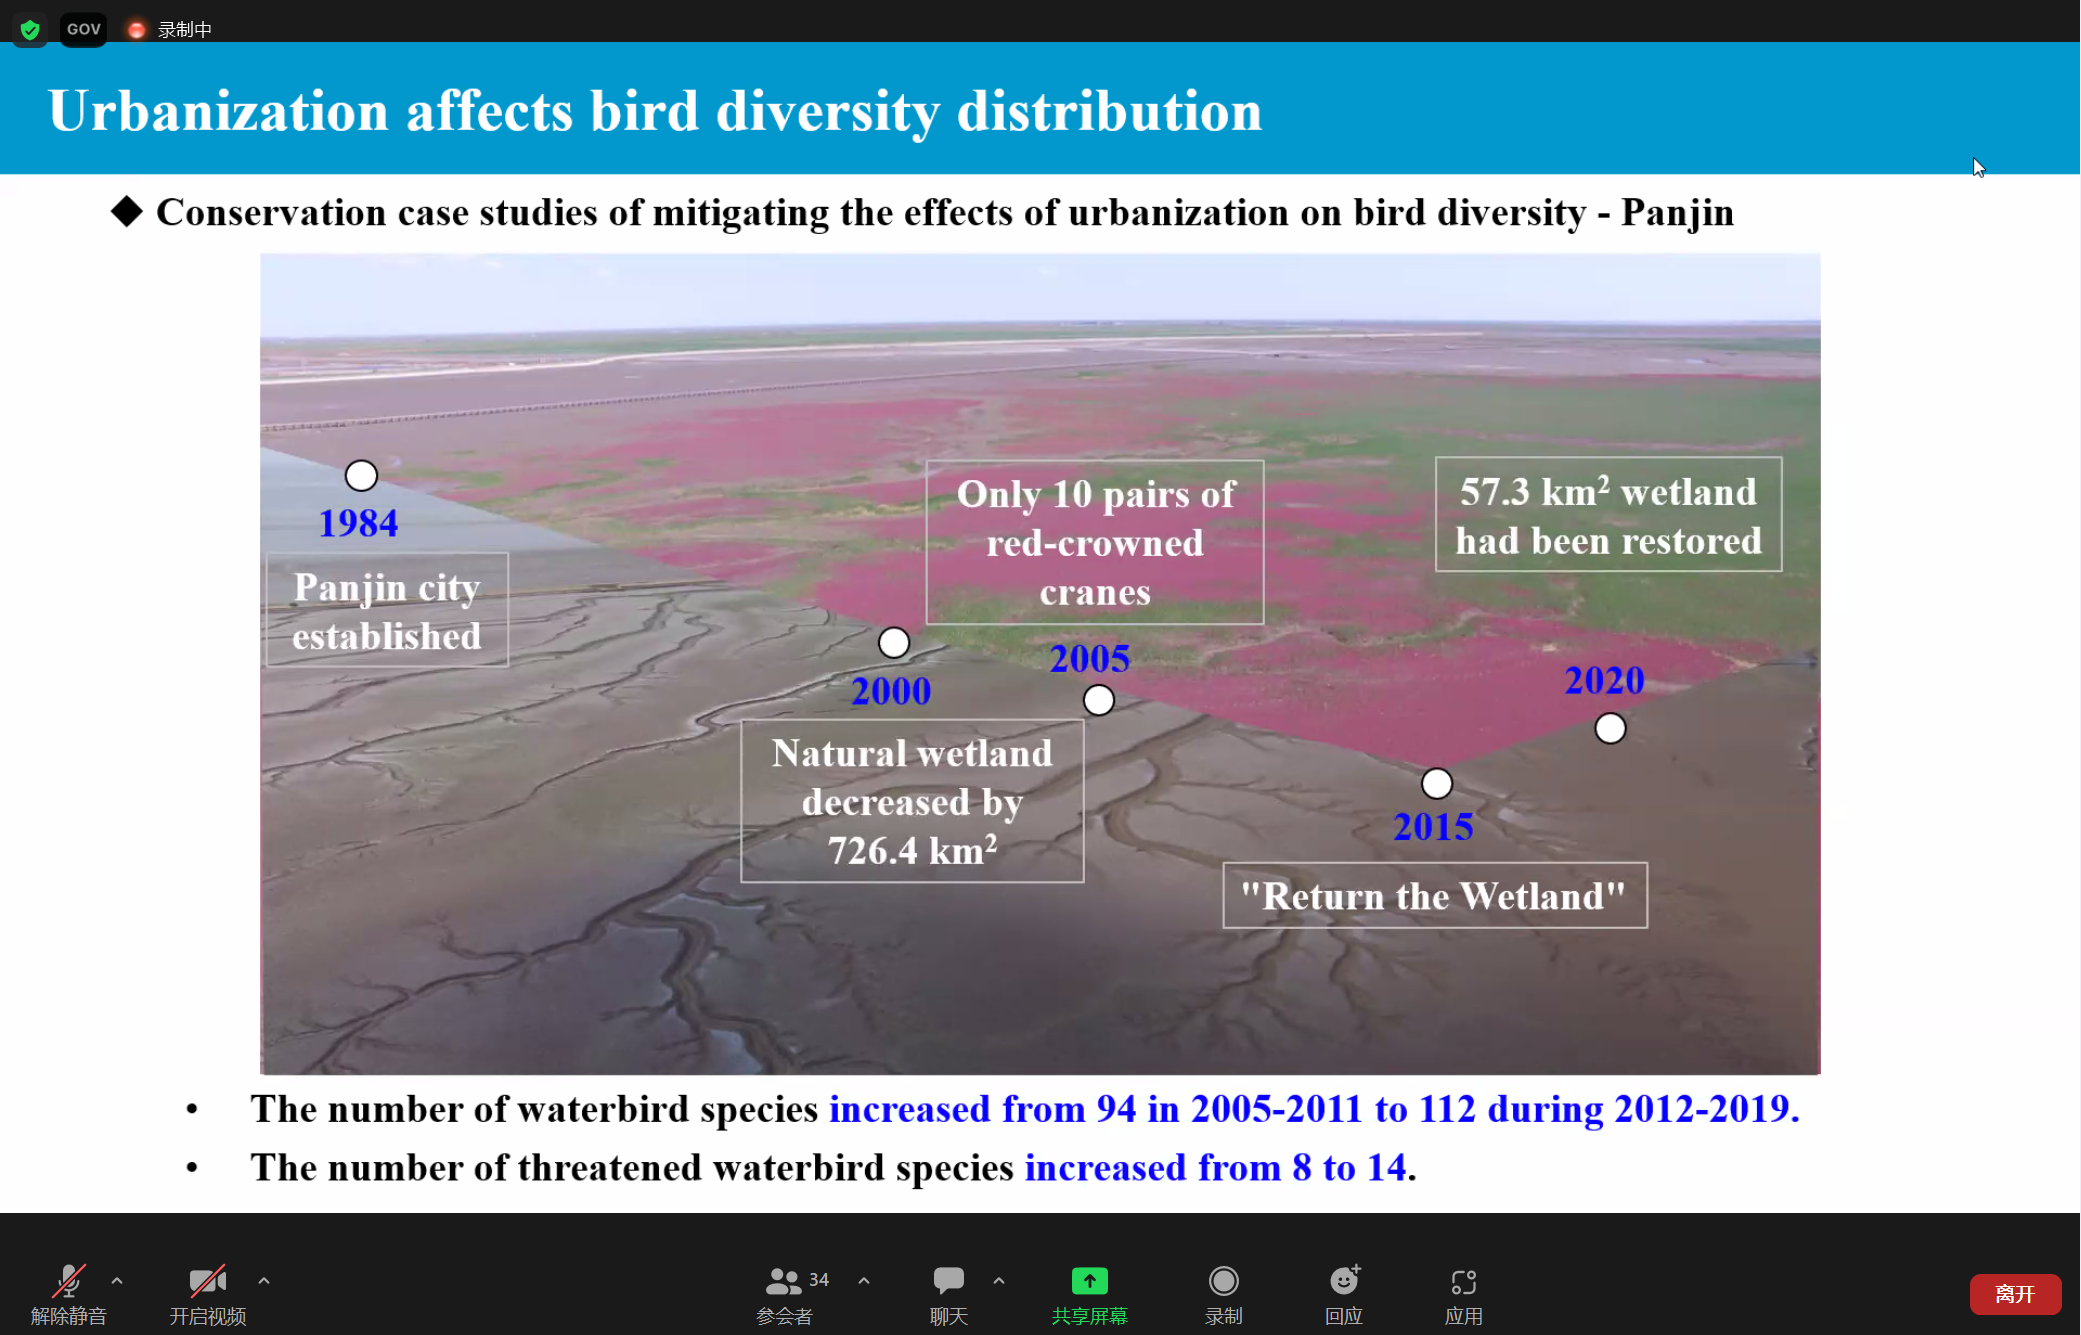 GOV 录制中
Urbanization affects bird diversity distribution
◆ Conservation case studies of mitigating the effects of urbanization on bird diversity - Panjin
1984
Panjin city
established
2000
Natural wetland
decreased by
726.4 km²
Only 10 pairs of
red-crowned
cranes
2005
2015
"Return the Wetland"
57.3 km² wetland
had been restored
2020
• The number of waterbird species increased from 94 in 2005-2011 to 112 during 2012-2019.
• The number of threatened waterbird species increased from 8 to 14.
解除静音
开启视频
34
参会者
聊天
共享屏幕
录制
回应
应用
离开